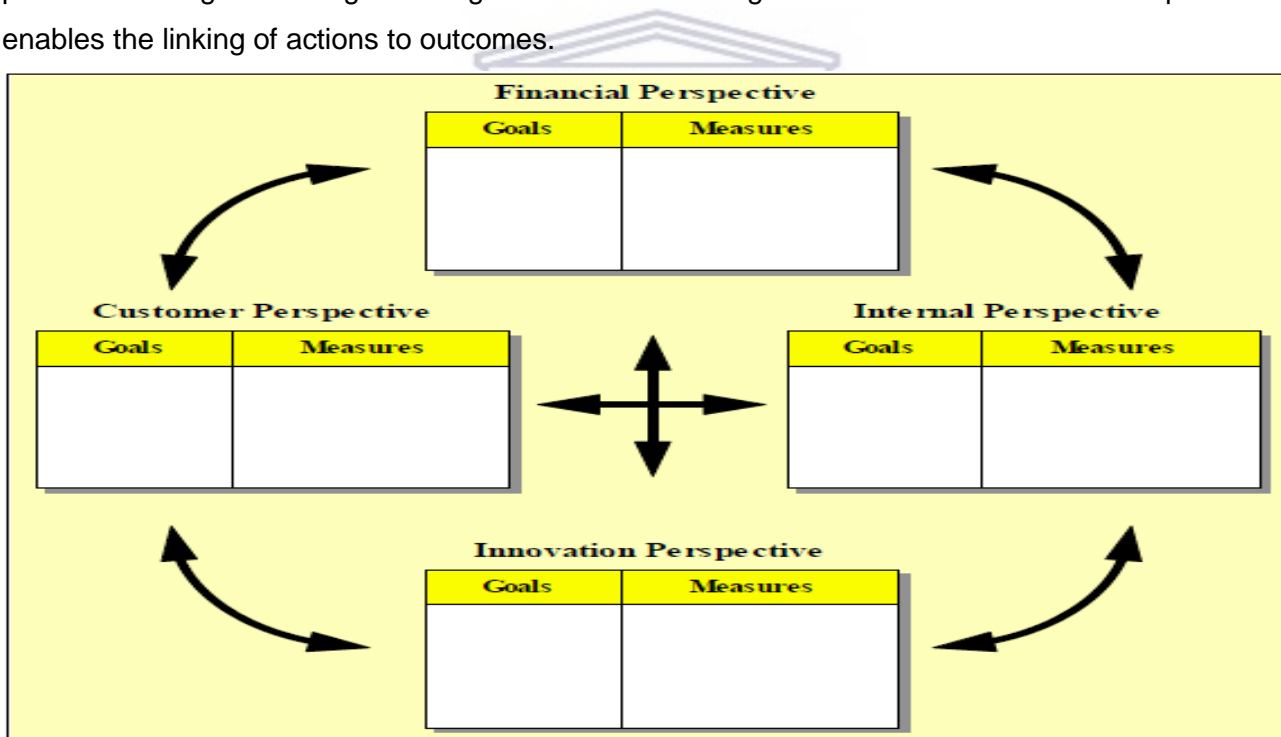 enables the linking of actions to outcomes.
Financial Perspective
Goals Measures
Customer Perspective
Goals Measures
Internal Perspective
Goals Measures
Innovation Perspective
Goals Measures